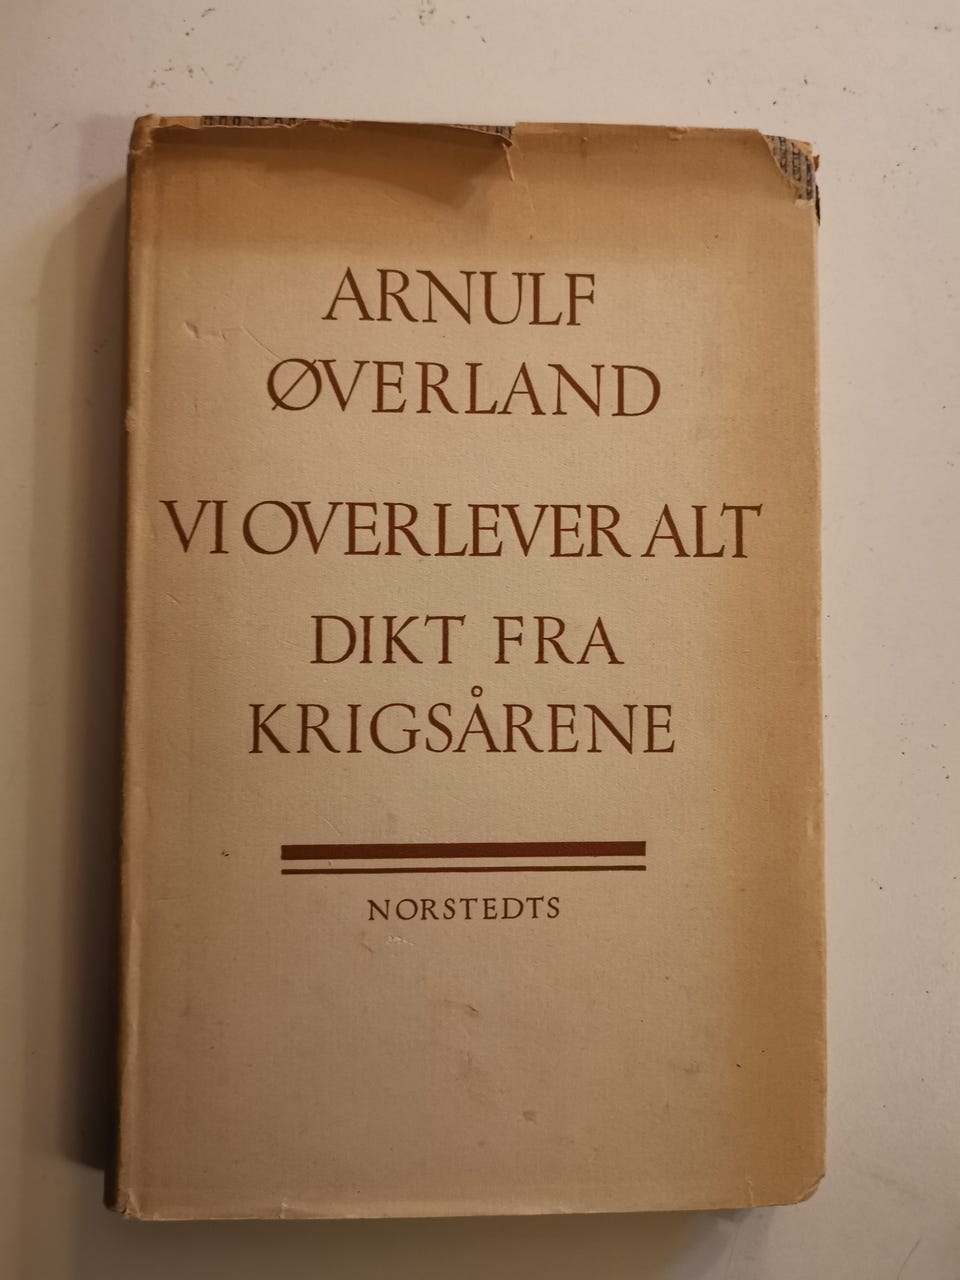 ARNULF
ØVERLAND
VI OVERLEVER ALT
DIKT FRA
KRIGSÅRENE
NORSTEDTS